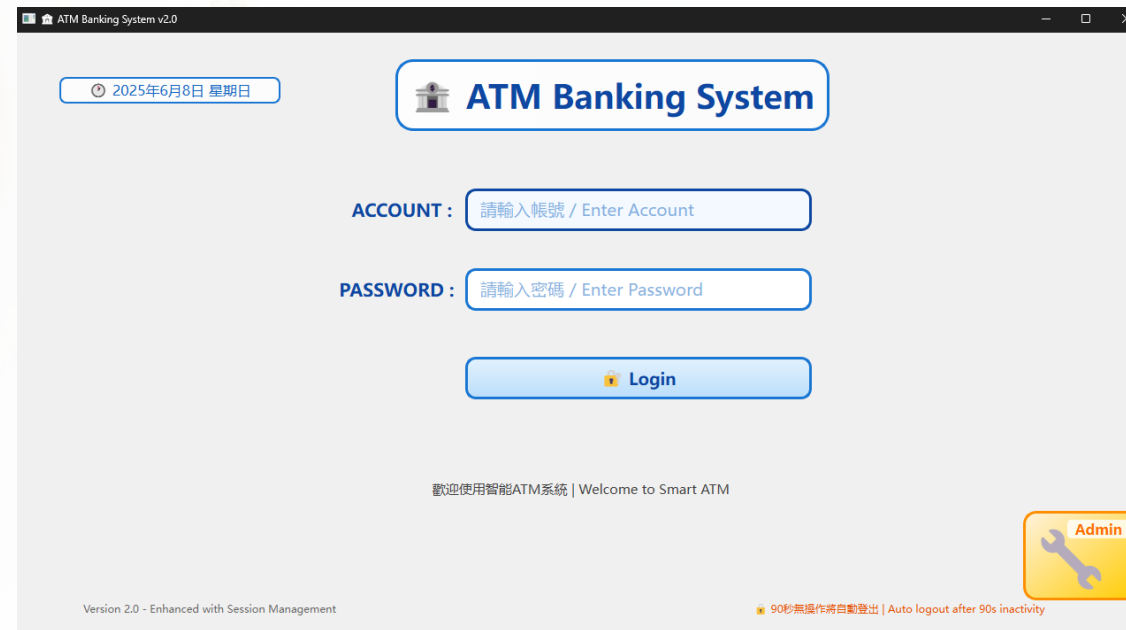 ATM Banking System v2.0
2025年6月8日 星期日
ATM Banking System
ACCOUNT :
請輸入帳號 / Enter Account
PASSWORD :
請輸入密碼 / Enter Password
Login
歡迎使用智能ATM系統 | Welcome to Smart ATM
Admin
Version 2.0 - Enhanced with Session Management
90秒無操作將自動登出 | Auto logout after 90s inactivity